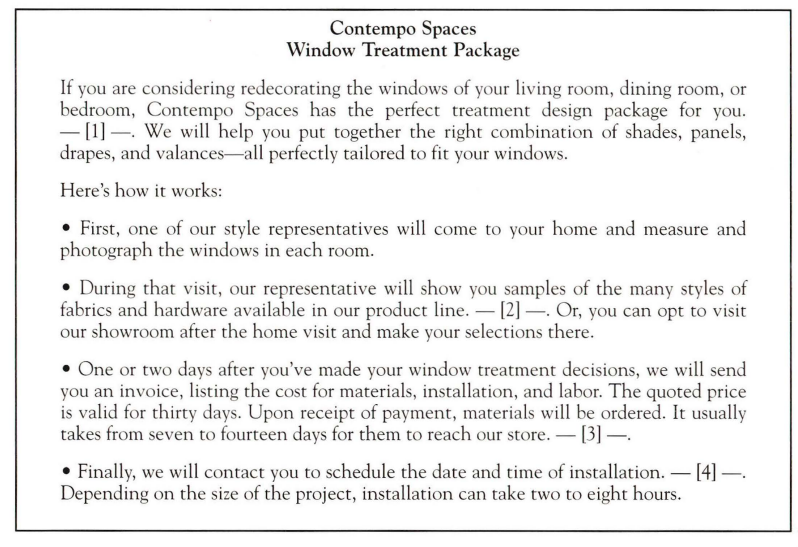 Contempo Spaces
Window Treatment Package
If you are considering redecorating the windows of your living room, dining room, or
bedroom, Contempo Spaces has the perfect treatment design package for you.
— [1] —. We will help you put together the right combination of shades, panels,
drapes, and valances—all perfectly tailored to fit your windows.
Here's how it works:
• First, one of our style representatives will come to your home and measure and
photograph the windows in each room.
• During that visit, our representative will show you samples of the many styles of
fabrics and hardware available in our product line. — [2] —. Or, you can opt to visit
our showroom after the home visit and make your selections there.
• One or two days after you've made your window treatment decisions, we will send
you an invoice, listing the cost for materials, installation, and labor. The quoted price
is valid for thirty days. Upon receipt of payment, materials will be ordered. It usually
takes from seven to fourteen days for them to reach our store. — [3] —.
• Finally, we will contact you to schedule the date and time of installation. — [4] —.
Depending on the size of the project, installation can take two to eight hours.